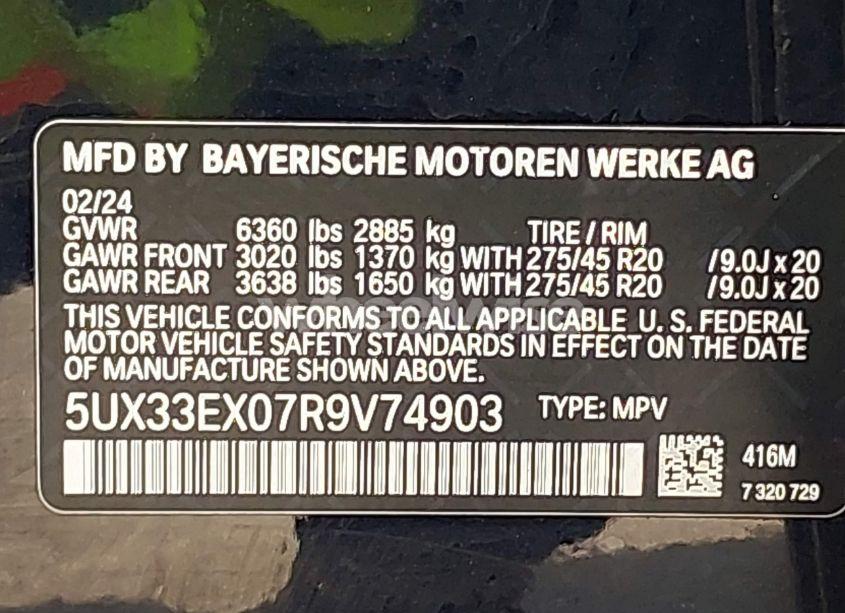 MFD BY BAYERISCHE MOTOREN WERKE AG
02/24
GVWR 6360 lbs 2885 kg TIRE / RIM
GAWR FRONT 3020 lbs 1370 kg WITH 275/45 R20 /9.0J x 20
GAWR REAR 3638 lbs 1650 kg WITH 275/45 R20 /9.0J x 20
THIS VEHICLE CONFORMS TO ALL APPLICABLE U. S. FEDERAL
MOTOR VEHICLE SAFETY STANDARDS IN EFFECT ON THE DATE
OF MANUFACTURE SHOWN ABOVE.
5UX33EX07R9V74903 TYPE: MPV
416M
7 320 729